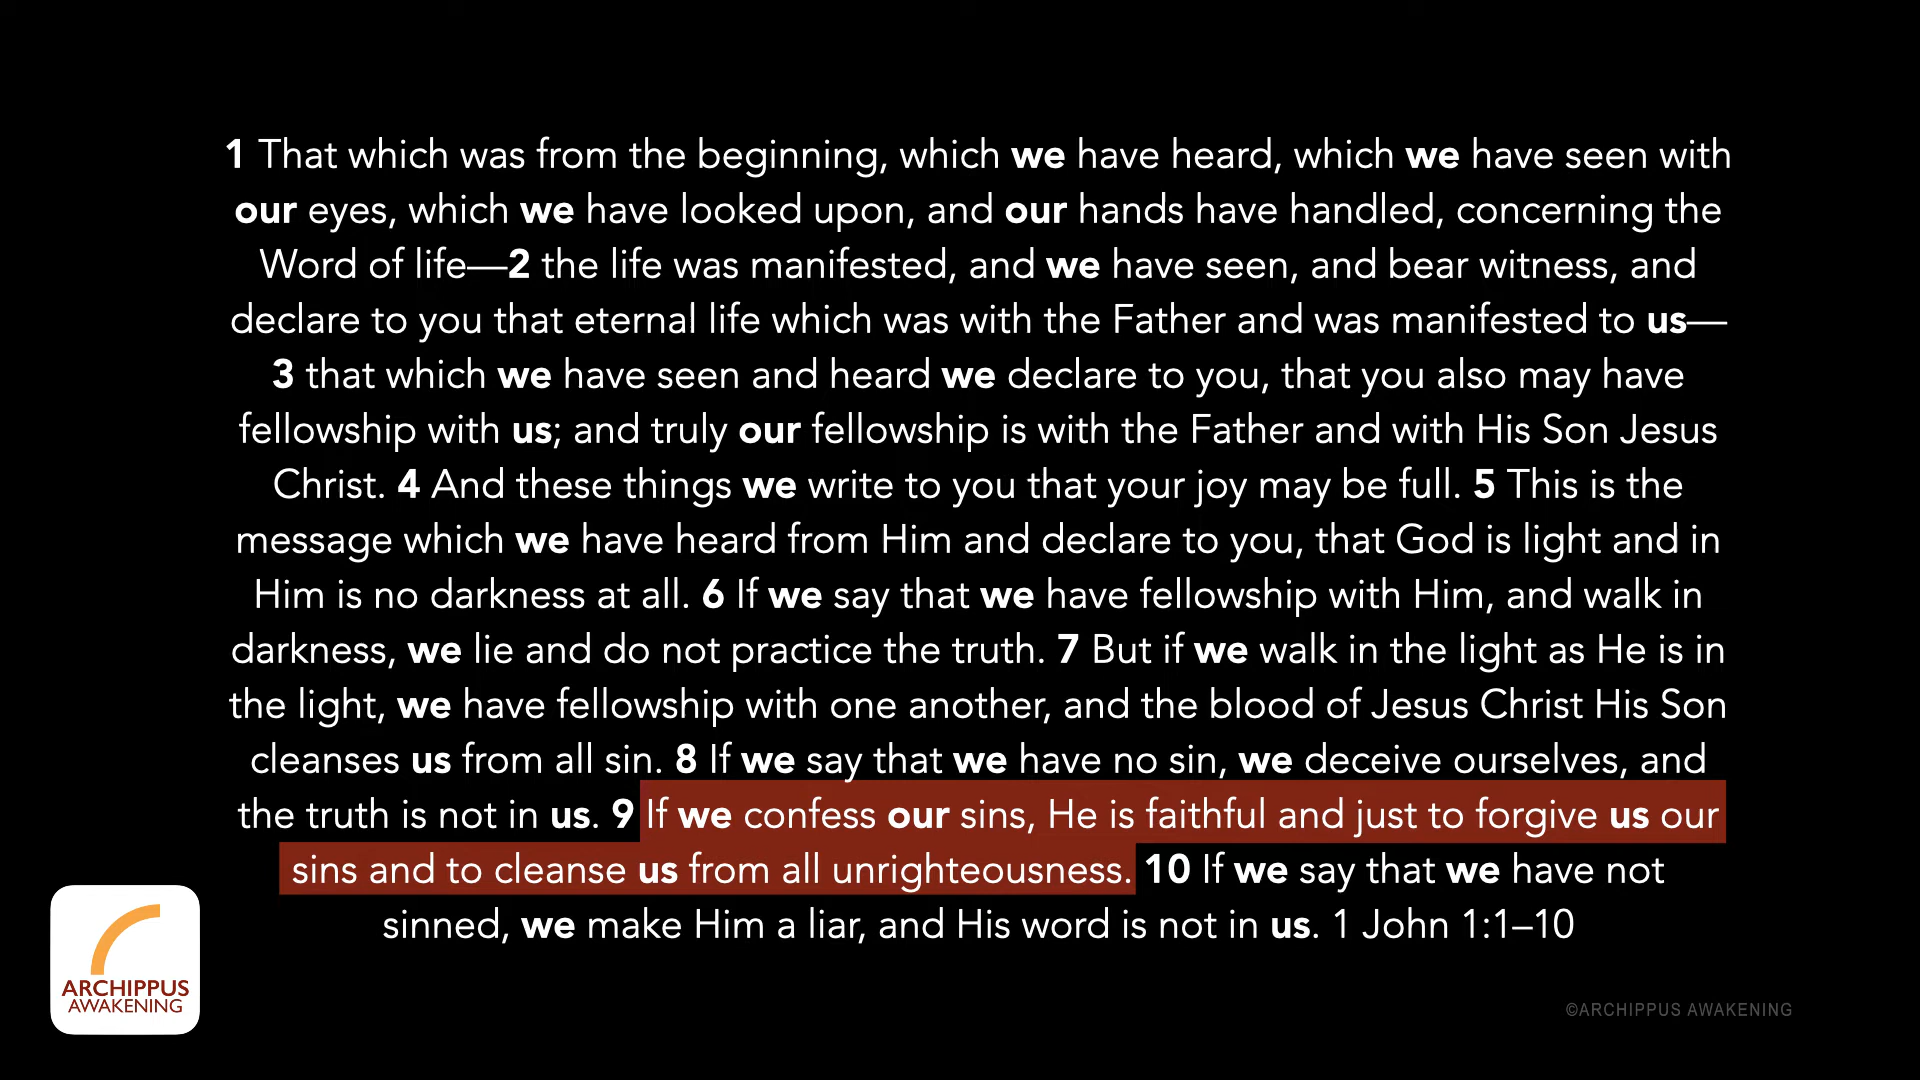 1 That which was from the beginning, which we have heard, which we have seen with
our eyes, which we have looked upon, and our hands have handled, concerning the
Word of life—2 the life was manifested, and we have seen, and bear witness, and
declare to you that eternal life which was with the Father and was manifested to us—
3 that which we have seen and heard we declare to you, that you also may have
fellowship with us; and truly our fellowship is with the Father and with His Son Jesus
Christ. 4 And these things we write to you that your joy may be full. 5 This is the
message which we have heard from Him and declare to you, that God is light and in
Him is no darkness at all. 6 If we say that we have fellowship with Him, and walk in
darkness, we lie and do not practice the truth. 7 But if we walk in the light as He is in
the light, we have fellowship with one another, and the blood of Jesus Christ His Son
cleanses us from all sin. 8 If we say that we have no sin, we deceive ourselves, and
the truth is not in us. 9 If we confess our sins, He is faithful and just to forgive us our
sins and to cleanse us from all unrighteousness. 10 If we say that we have not
sinned, we make Him a liar, and His word is not in us. 1 John 1:1–10
ARCHIPPUS
AWAKENING
©ARCHIPPUS AWAKENING